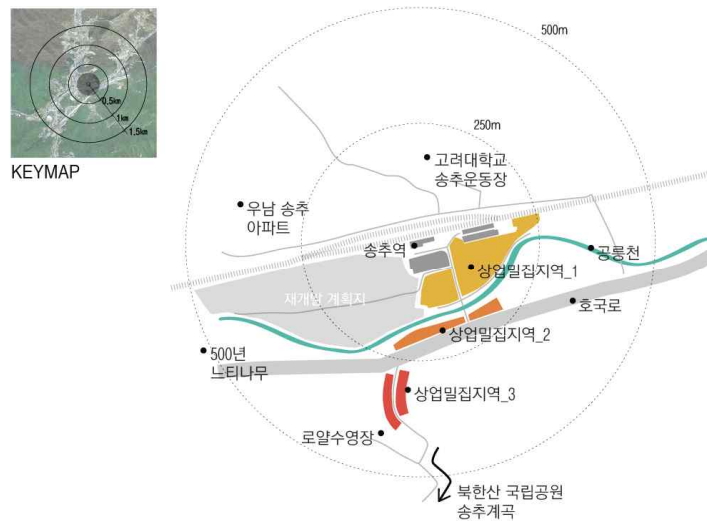 500m
250m
0.5km
1km
1.5km
KEYMAP
고려대학교
송추운동장
우남 송추
아파트
송추역
공릉천
상업밀집지역_1
재개발 계획지
호국로
상업밀집지역_2
500년
느티나무
상업밀집지역_3
로얄수영장
북한산 국립공원
송추계곡